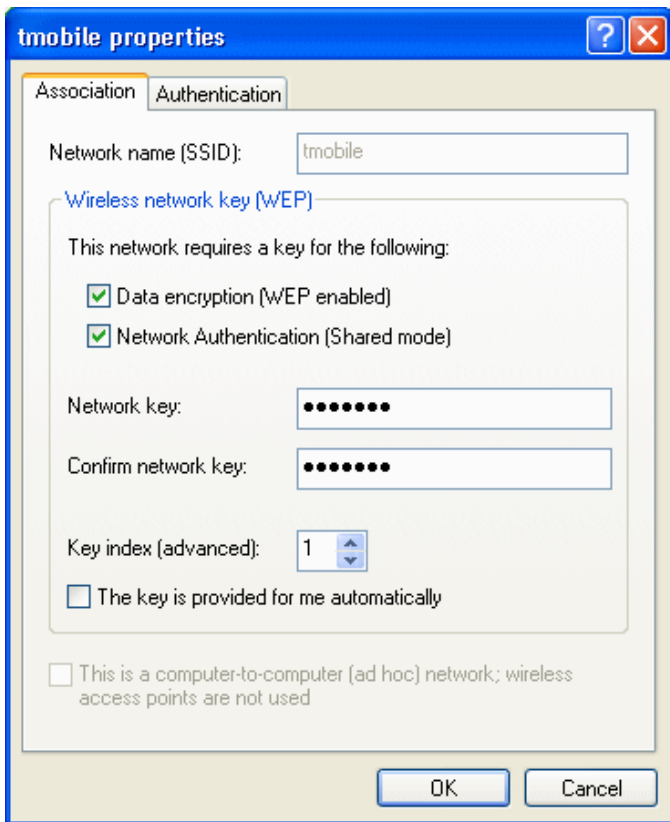 tmobile properties
Association
Authentication
Network name (SSID):
tmobile
Wireless network key (WEP)
This network requires a key for the following:
Data encryption (WEP enabled)
Network Authentication (Shared mode)
Network key:
•••••••
Confirm network key:
•••••••
Key index (advanced):
1
The key is provided for me automatically
This is a computer-to-computer (ad hoc) network; wireless
access points are not used
OK
Cancel